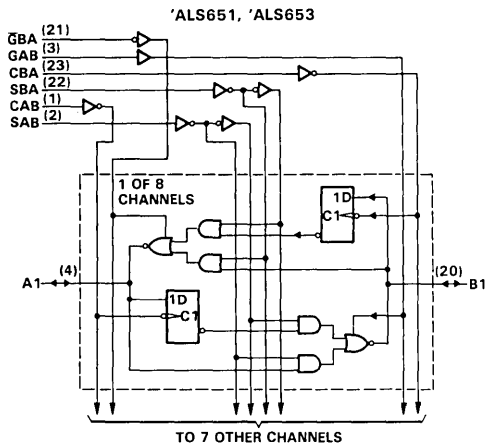 'ALS651, 'ALS653
G̅BA (21)
GAB (3)
CBA (23)
SBA (22)
CAB (1)
SAB (2)
1 OF 8
CHANNELS
1D
C1
A1 (4)
(20) B1
1D
C1
TO 7 OTHER CHANNELS